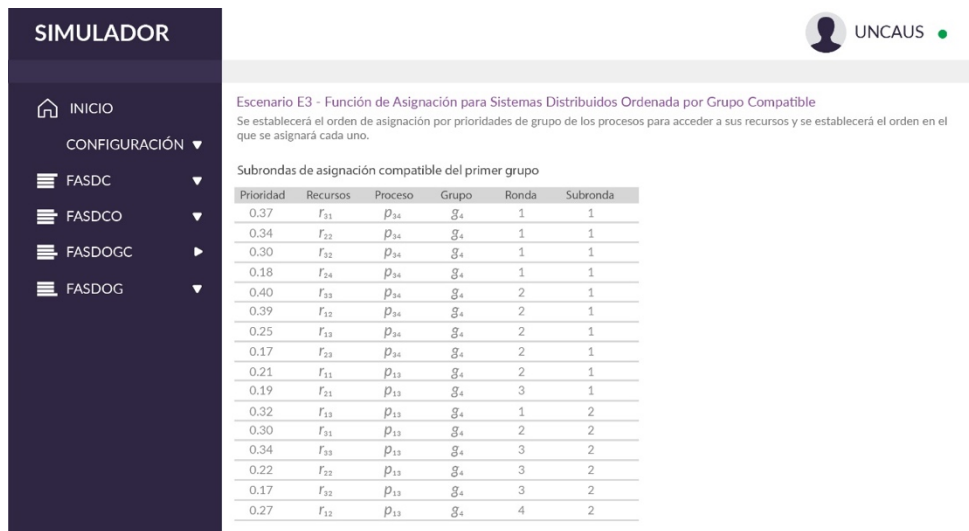 SIMULADOR
UNCAUS
INICIO
CONFIGURACIÓN
FASDC
FASDCO
FASDOGC
FASDOG
Escenario E3 - Función de Asignación para Sistemas Distribuidos Ordenada por Grupo Compatible
Se establecerá el orden de asignación por prioridades de grupo de los procesos para acceder a sus recursos y se establecerá el orden en el
que se asignará cada uno.
Subrondas de asignación compatible del primer grupo
Prioridad Recursos Proceso Grupo Ronda Subronda
0.37 r₃₁ p₃₄ g₄ 1 1
0.34 r₂₂ p₃₄ g₄ 1 1
0.30 r₃₂ p₃₄ g₄ 1 1
0.18 r₂₄ p₃₄ g₄ 1 1
0.40 r₃₃ p₃₄ g₄ 2 1
0.39 r₁₂ p₃₄ g₄ 2 1
0.25 r₁₃ p₃₄ g₄ 2 1
0.17 r₂₃ p₃₄ g₄ 2 1
0.21 r₁₁ p₁₃ g₄ 2 1
0.19 r₂₁ p₁₃ g₄ 3 1
0.32 r₁₃ p₁₃ g₄ 1 2
0.30 r₃₁ p₁₃ g₄ 2 2
0.34 r₃₃ p₁₃ g₄ 3 2
0.22 r₂₂ p₁₃ g₄ 3 2
0.17 r₃₂ p₁₃ g₄ 3 2
0.27 r₁₂ p₁₃ g₄ 4 2